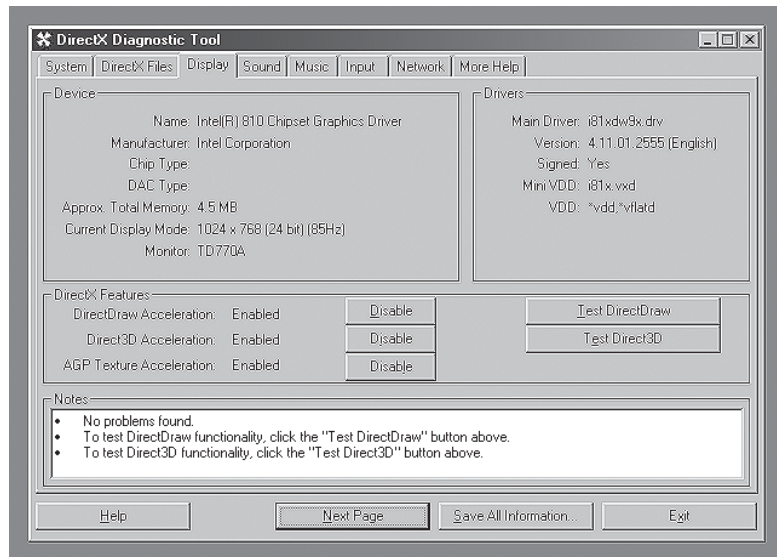 DirectX Diagnostic Tool
System DirectX Files Display Sound Music Input Network More Help
Device
Name: Intel(R) 810 Chipset Graphics Driver
Manufacturer: Intel Corporation
Chip Type:
DAC Type:
Approx. Total Memory: 4.5 MB
Current Display Mode: 1024 x 768 (24 bit) (85Hz)
Monitor: TD770A
Drivers
Main Driver: i81xdw9x.drv
Version: 4.11.01.2555 (English)
Signed: Yes
Mini VDD: i81x.vxd
VDD: *vdd,*vflatd
DirectX Features
DirectDraw Acceleration: Enabled Disable Test DirectDraw
Direct3D Acceleration: Enabled Disable Test Direct3D
AGP Texture Acceleration: Enabled Disable
Notes
• No problems found.
• To test DirectDraw functionality, click the "Test DirectDraw" button above.
• To test Direct3D functionality, click the "Test Direct3D" button above.
Help Next Page Save All Information... Exit